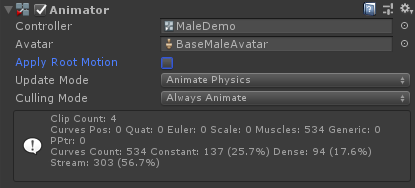 Animator
Controller MaleDemo
Avatar BaseMaleAvatar
Apply Root Motion
Update Mode Animate Physics
Culling Mode Always Animate
Clip Count: 4
Curves Pos: 0 Quat: 0 Euler: 0 Scale: 0 Muscles: 534 Generic: 0
PPtr: 0
Curves Count: 534 Constant: 137 (25.7%) Dense: 94 (17.6%)
Stream: 303 (56.7%)